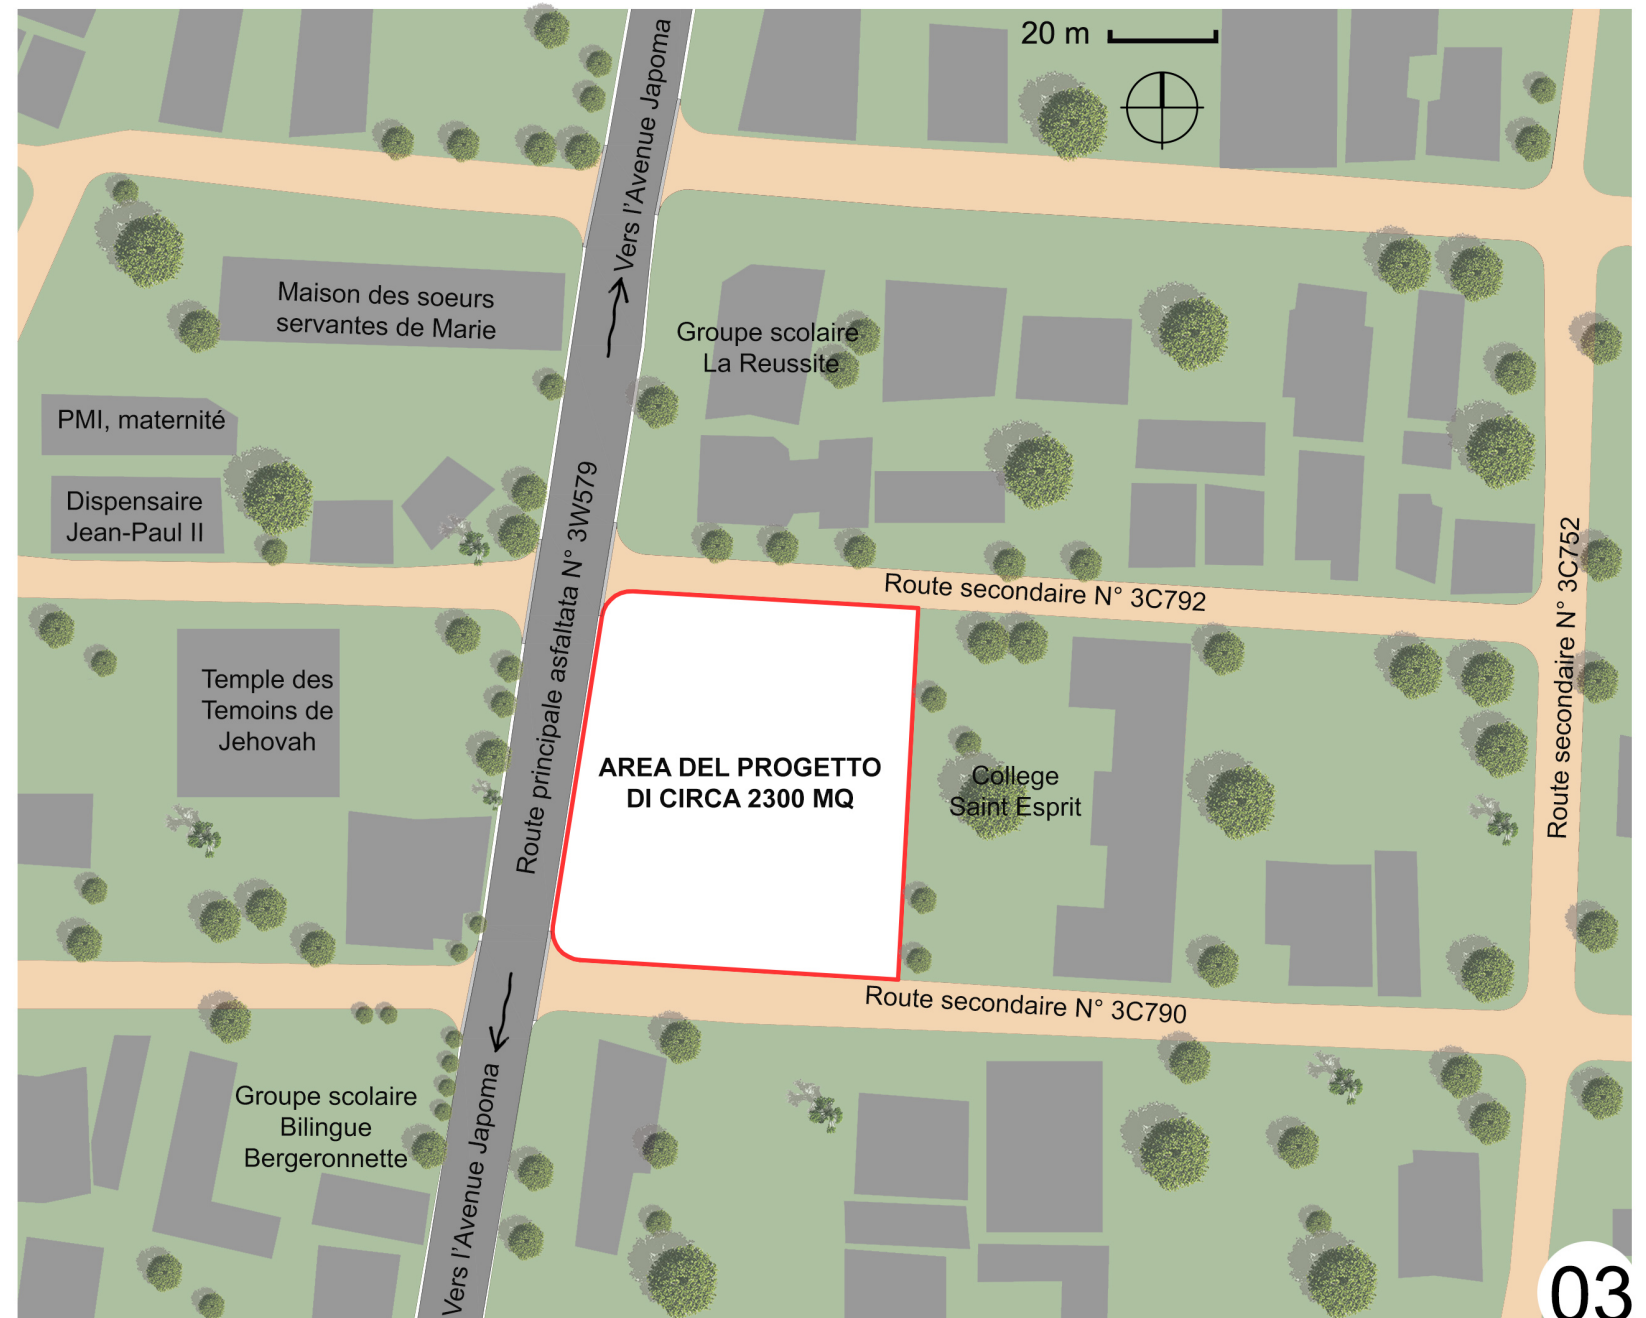 20 m
Vers l'Avenue Japoma
Maison des soeurs
servantes de Marie
Groupe scolaire
La Reussite
PMI, maternité
Dispensaire
Jean-Paul II
Route principale asfaltata N° 3W579
Route secondaire N° 3C792
Route secondaire N° 3C752
Temple des
Temoins de
Jehovah
AREA DEL PROGETTO
DI CIRCA 2300 MQ
College
Saint Esprit
Route secondaire N° 3C790
Groupe scolaire
Bilingue
Bergeronnette
Vers l'Avenue Japoma
03